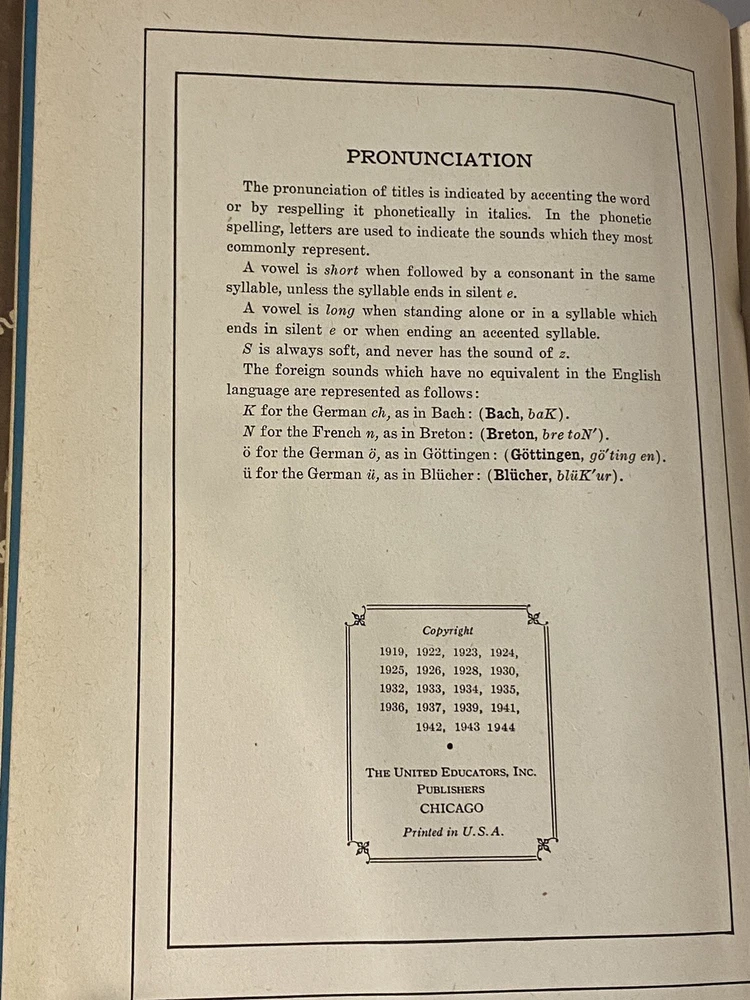 PRONUNCIATION
The pronunciation of titles is indicated by accenting the word
or by respelling it phonetically in italics. In the phonetic
spelling, letters are used to indicate the sounds which they most
commonly represent.
A vowel is short when followed by a consonant in the same
syllable, unless the syllable ends in silent e.
A vowel is long when standing alone or in a syllable which
ends in silent e or when ending an accented syllable.
S is always soft, and never has the sound of z.
The foreign sounds which have no equivalent in the English
language are represented as follows:
K for the German ch, as in Bach: (Bach, baK).
N for the French n, as in Breton: (Breton, bre toN').
ö for the German ö, as in Göttingen: (Göttingen, gö'ting en).
ü for the German ü, as in Blücher: (Blücher, blüK'ur).
Copyright
1919, 1922, 1923, 1924,
1925, 1926, 1928, 1930,
1932, 1933, 1934, 1935,
1936, 1937, 1939, 1941,
1942, 1943 1944
THE UNITED EDUCATORS, INC.
PUBLISHERS
CHICAGO
Printed in U.S.A.